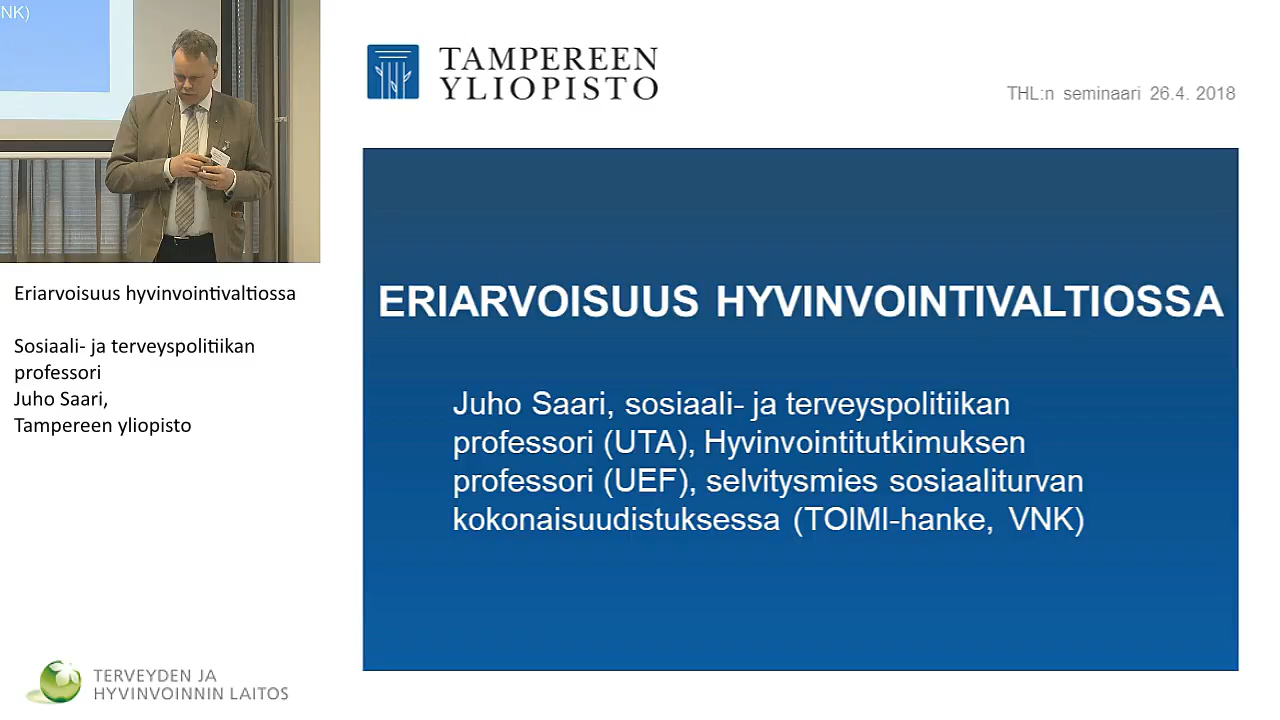 NK)
TAMPEREEN
YLIOPISTO
THL:n seminaari 26.4. 2018
ERIARVOISUUS HYVINVOINTIVALTIOSSA
Juho Saari, sosiaali- ja terveyspolitiikan
professori (UTA), Hyvinvointitutkimuksen
professori (UEF), selvitysmies sosiaaliturvan
kokonaisuudistuksessa (TOIMI-hanke, VNK)
Eriarvoisuus hyvinvointivaltiossa
Sosiaali- ja terveyspolitiikan
professori
Juho Saari,
Tampereen yliopisto
TERVEYDEN JA
HYVINVOINNIN LAITOS